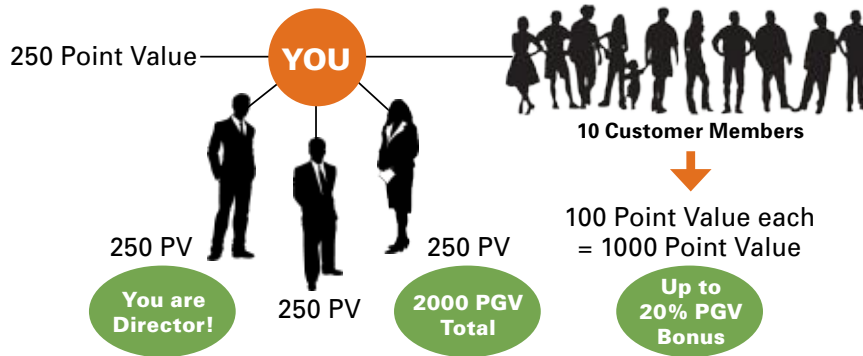 250 Point Value
YOU
10 Customer Members
100 Point Value each
= 1000 Point Value
250 PV
250 PV
250 PV
You are
Director!
2000 PGV
Total
Up to
20% PGV
Bonus